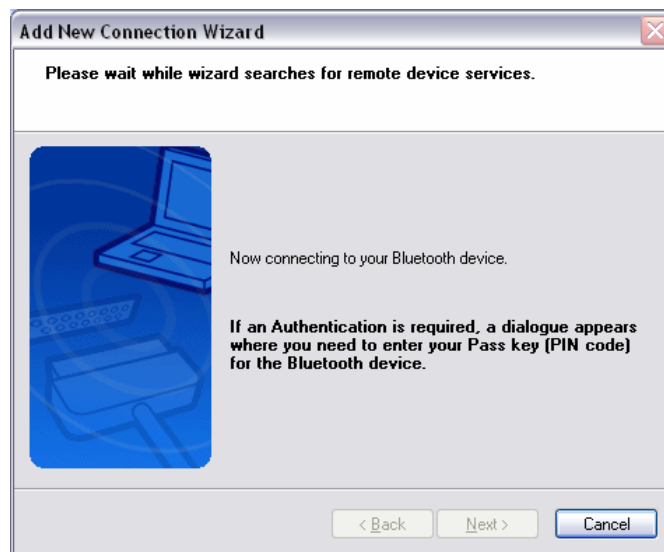 Add New Connection Wizard
Please wait while wizard searches for remote device services.
Now connecting to your Bluetooth device.
If an Authentication is required, a dialogue appears
where you need to enter your Pass key (PIN code)
for the Bluetooth device.
< Back Next > Cancel